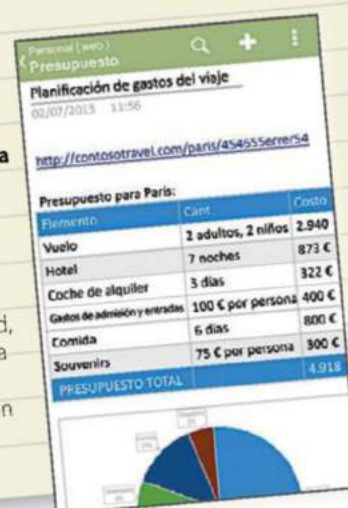 Personal (web)
Presupuesto
Planificación de gastos del viaje
02/07/2015 11:56
http://contosotravel.com/paris/454655errer54
Presupuesto para Paris:
Elemento Cant. Costo
Vuelo 2 adultos, 2 niños 2.940
Hotel 7 noches 873 €
Coche de alquiler 3 días 322 €
Gastos de admisión y entradas 100 € por persona 400 €
Comida 6 días 800 €
Souvenirs 75 € por persona 300 €
PRESUPUESTO TOTAL 4.918
a
d,
a
n